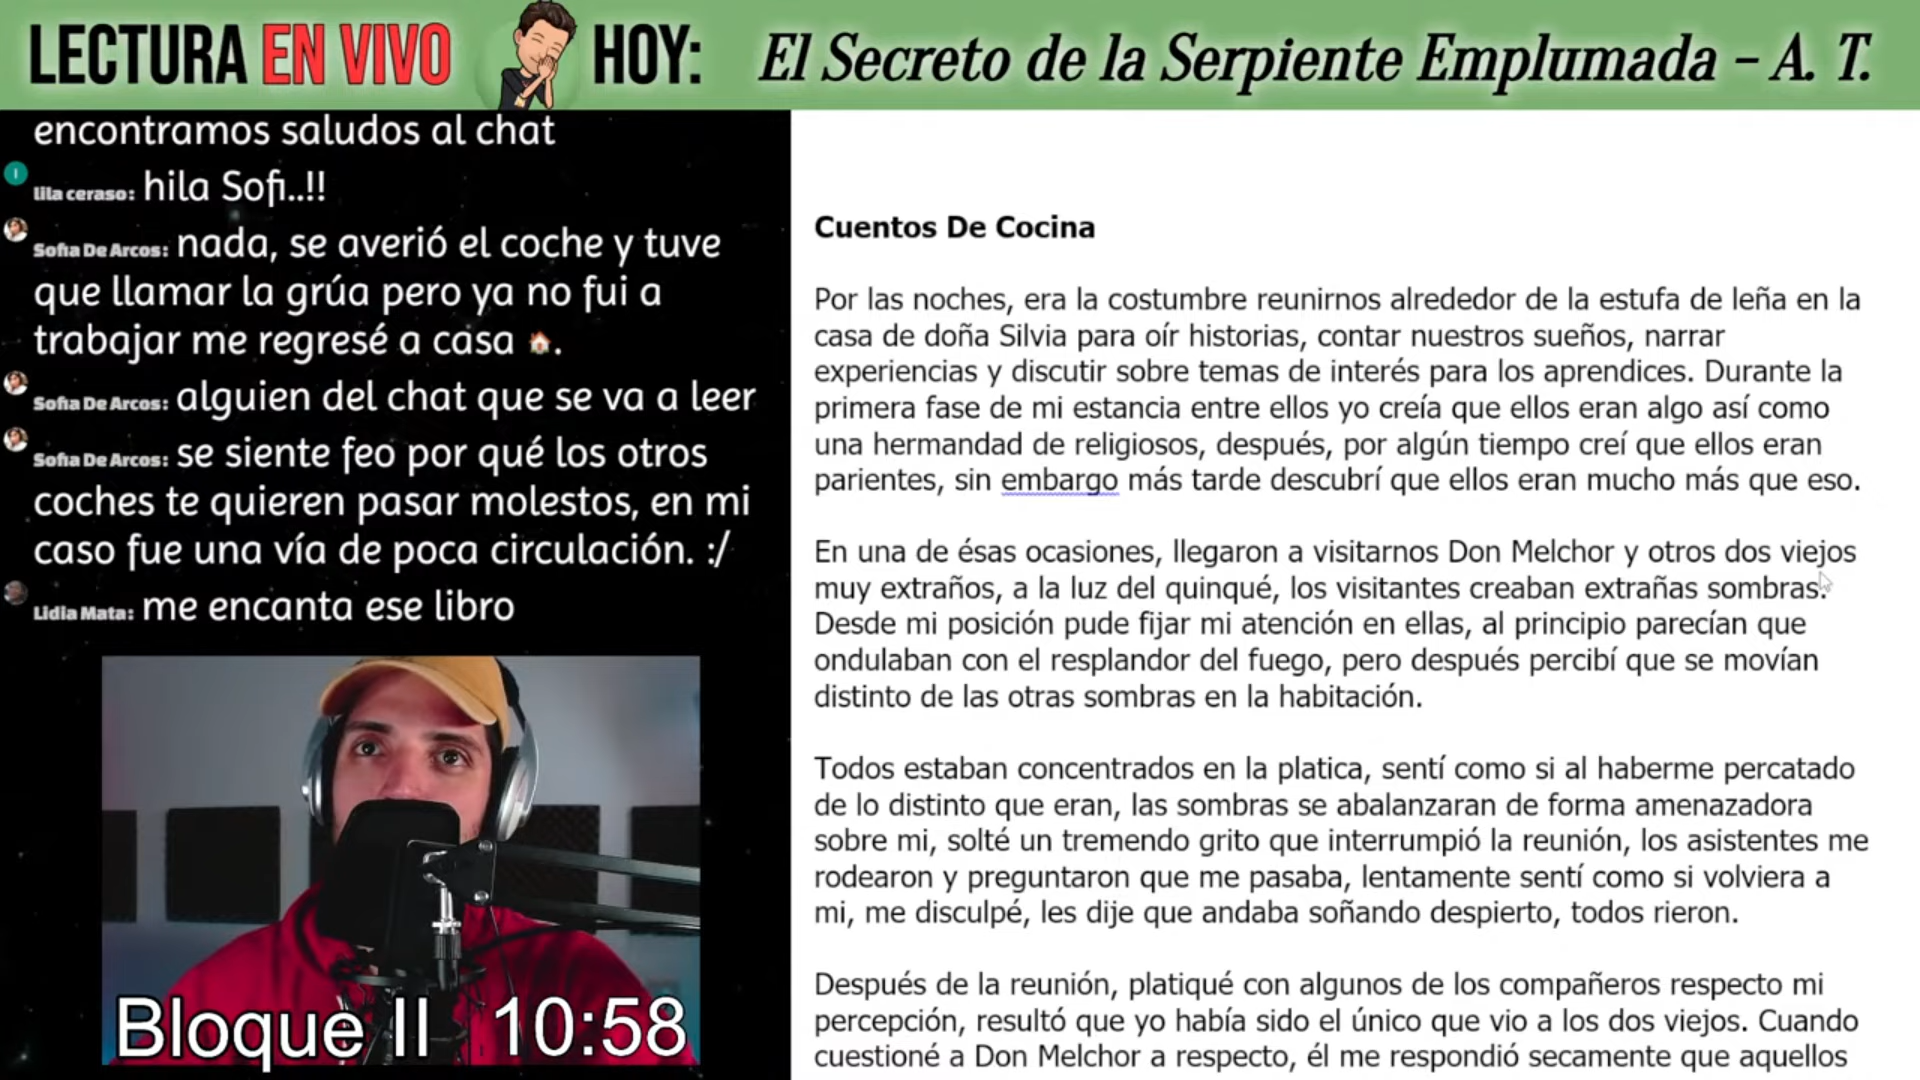 LECTURA EN VIVO HOY: El Secreto de la Serpiente Emplumada - A. T.
encontramos saludos al chat
lila ceraso: hila Sofi..!!
Sofia De Arcos: nada, se averió el coche y tuve
que llamar la grúa pero ya no fui a
trabajar me regresé a casa 🏠.
Sofia De Arcos: alguien del chat que se va a leer
Sofia De Arcos: se siente feo por qué los otros
coches te quieren pasar molestos, en mi
caso fue una vía de poca circulación. :/
Lidia Mata: me encanta ese libro
Bloque II 10:58
Cuentos De Cocina
Por las noches, era la costumbre reunirnos alrededor de la estufa de leña en la
casa de doña Silvia para oír historias, contar nuestros sueños, narrar
experiencias y discutir sobre temas de interés para los aprendices. Durante la
primera fase de mi estancia entre ellos yo creía que ellos eran algo así como
una hermandad de religiosos, después, por algún tiempo creí que ellos eran
parientes, sin embargo más tarde descubrí que ellos eran mucho más que eso.
En una de ésas ocasiones, llegaron a visitarnos Don Melchor y otros dos viejos
muy extraños, a la luz del quinqué, los visitantes creaban extrañas sombras.
Desde mi posición pude fijar mi atención en ellas, al principio parecían que
ondulaban con el resplandor del fuego, pero después percibí que se movían
distinto de las otras sombras en la habitación.
Todos estaban concentrados en la platica, sentí como si al haberme percatado
de lo distinto que eran, las sombras se abalanzaran de forma amenazadora
sobre mi, solté un tremendo grito que interrumpió la reunión, los asistentes me
rodearon y preguntaron que me pasaba, lentamente sentí como si volviera a
mi, me disculpé, les dije que andaba soñando despierto, todos rieron.
Después de la reunión, platiqué con algunos de los compañeros respecto mi
percepción, resultó que yo había sido el único que vio a los dos viejos. Cuando
cuestioné a Don Melchor a respecto, él me respondió secamente que aquellos